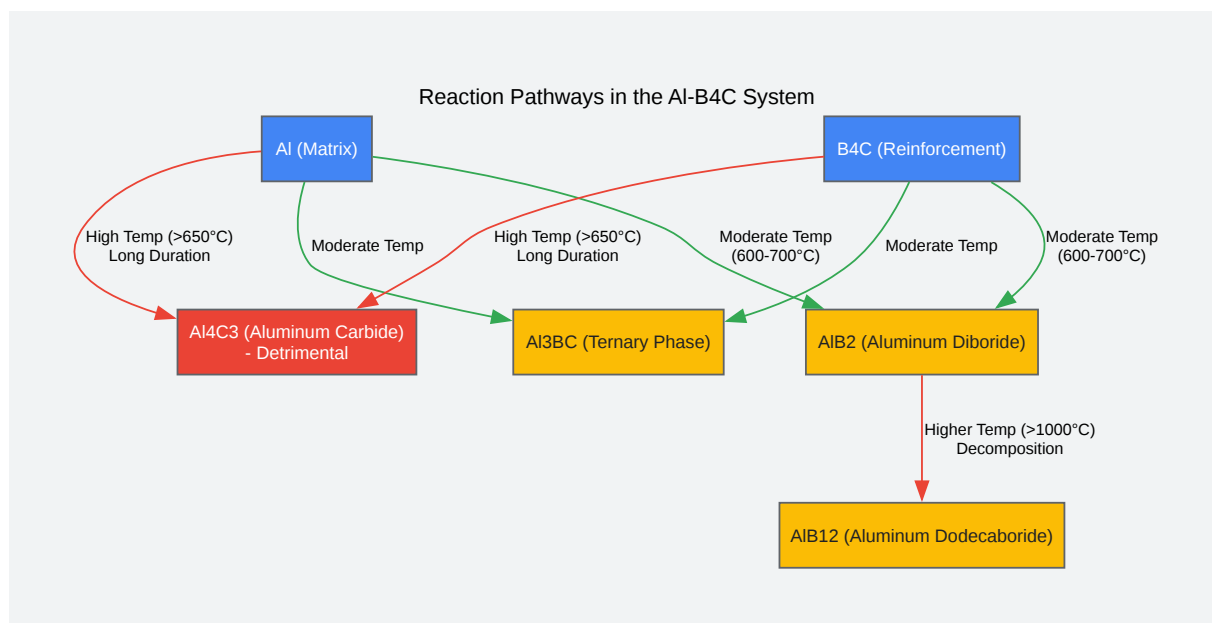 Reaction Pathways in the Al-B4C System
Al (Matrix)
B4C (Reinforcement)
High Temp (>650°C)
Long Duration
Moderate Temp
High Temp (>650°C)
Long Duration
Moderate Temp
(600-700°C)
Moderate Temp
Moderate Temp
(600-700°C)
Al4C3 (Aluminum Carbide)
- Detrimental
Al3BC (Ternary Phase)
AlB2 (Aluminum Diboride)
Higher Temp (>1000°C)
Decomposition
AlB12 (Aluminum Dodecaboride)